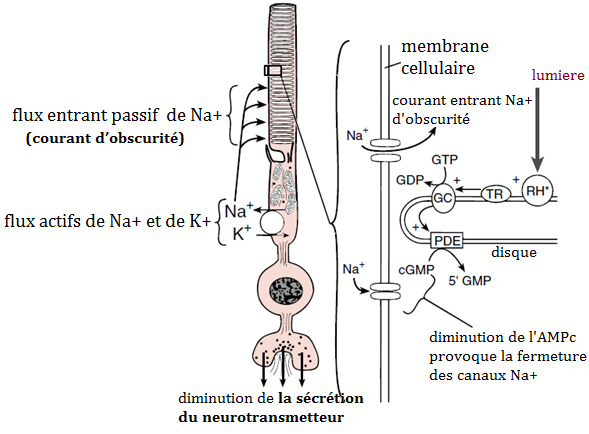 membrane
cellulaire
lumiere
flux entrant passif de Na+
(courant d'obscurité)
courant entrant Na+
d'obscurité
Na+
GTP
GDP
GC
+
TR
+
RH*
flux actifs de Na+ et de K+
Na+
K+
+
PDE
disque
Na+
cGMP
5' GMP
diminution de l'AMPc
provoque la fermeture
des canaux Na+
diminution de la sécrétion
du neurotransmetteur